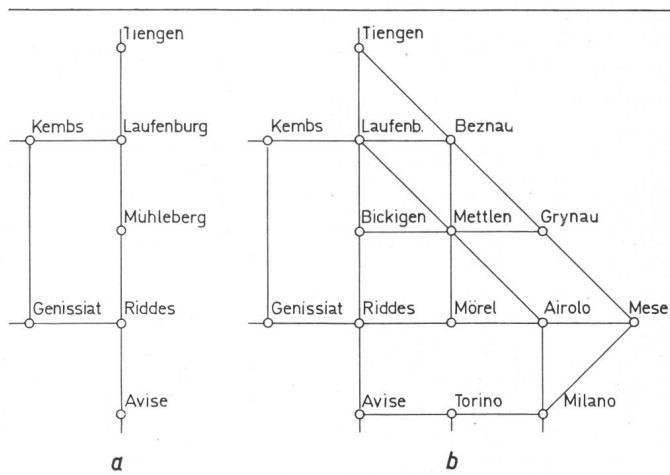 Tiengen
Kembs
Laufenburg
Mühleberg
Genissiat
Riddes
Avise
a
Tiengen
Kembs
Laufenb.
Beznau
Bickigen
Mettlen
Grynau
Genissiat
Riddes
Mörel
Airolo
Mese
Avise
Torino
Milano
b